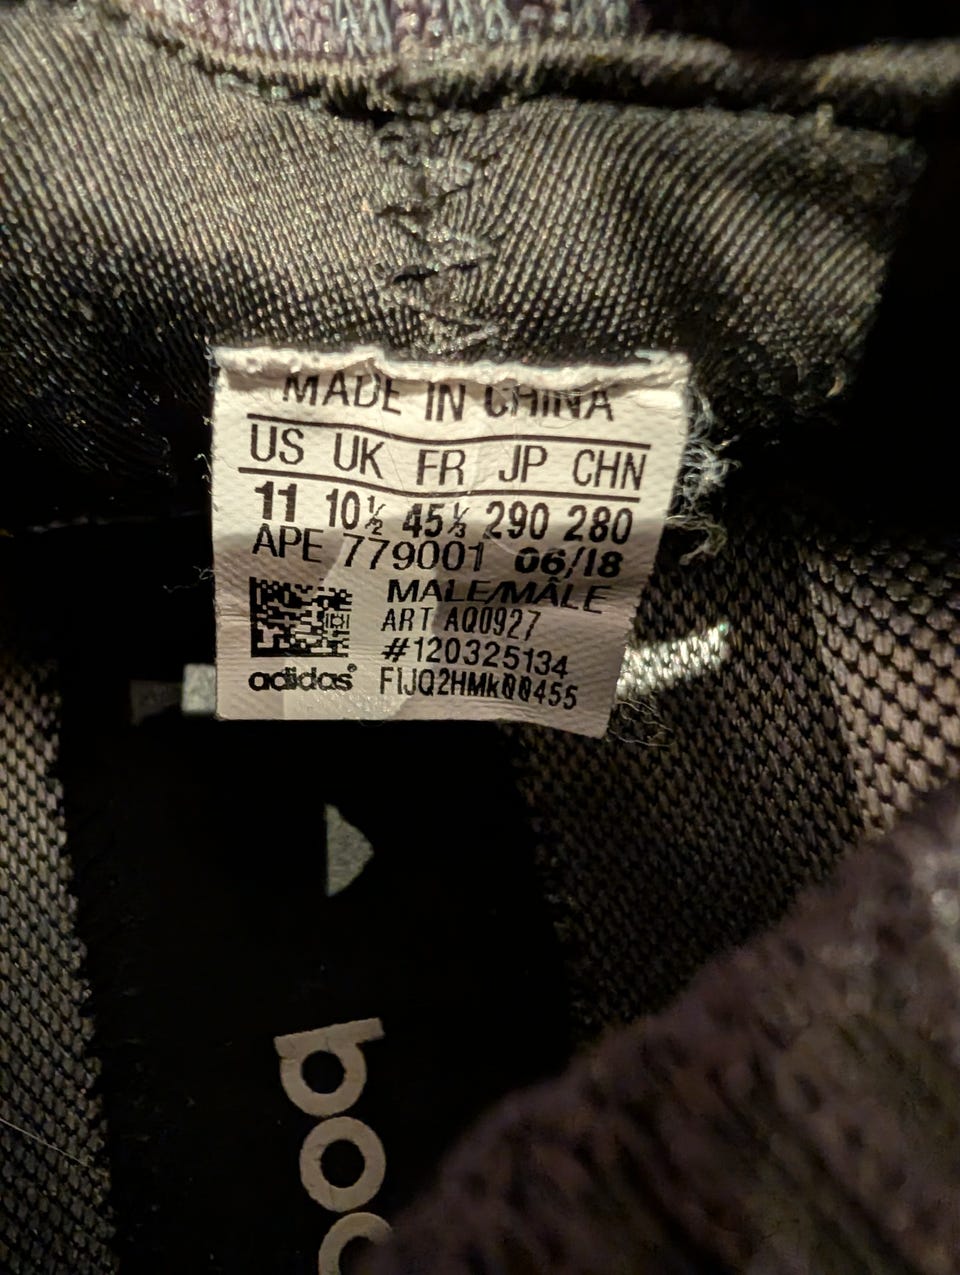 MADE IN CHINA
US UK FR JP CHN
11 10½ 45⅓ 290 280
APE 779001 06/18
MALE/MÂLE
ART AQ0927
#120325134
adidas® FIJQ2HMK00455